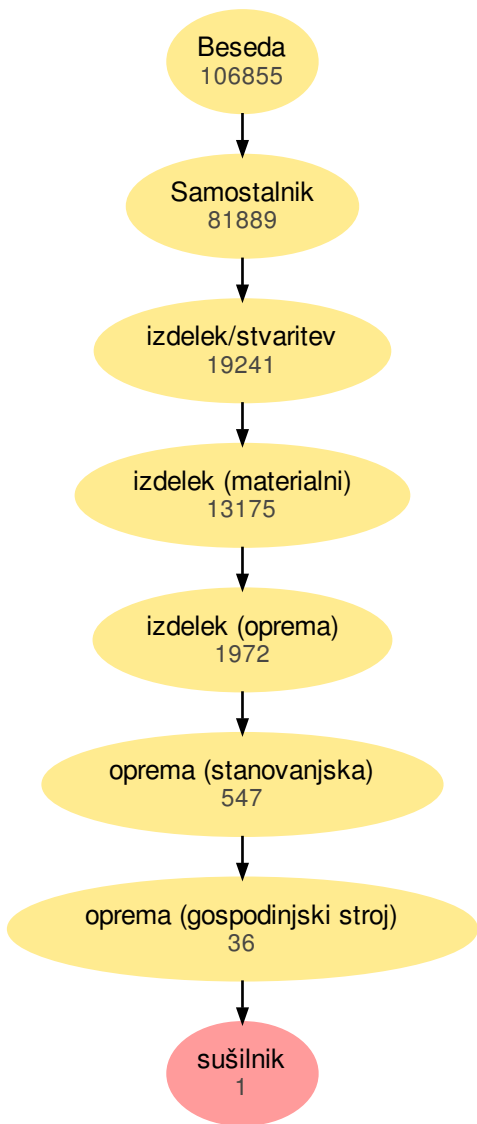 Beseda
106855
Samostalnik
81889
izdelek/stvaritev
19241
izdelek (materialni)
13175
izdelek (oprema)
1972
oprema (stanovanjska)
547
oprema (gospodinjski stroj)
36
sušilnik
1